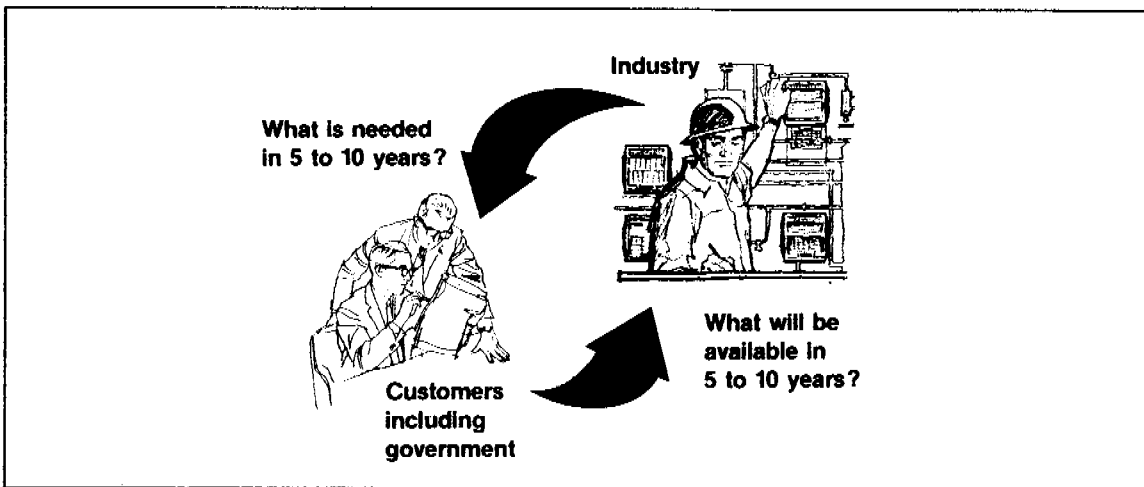 Industry
What is needed
in 5 to 10 years?
What will be
available in
5 to 10 years?
Customers
including
government